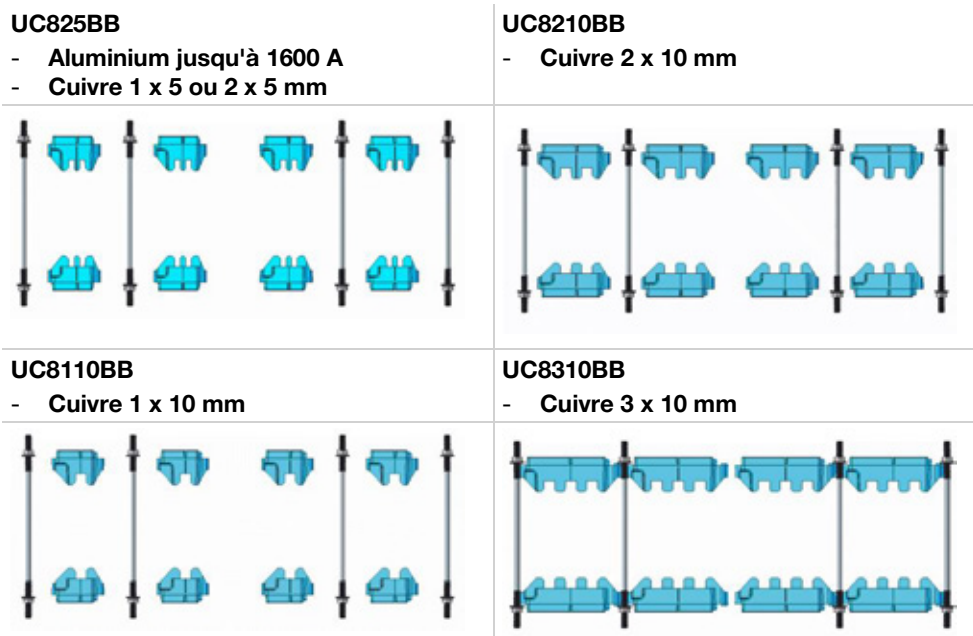 UC825BB
- Aluminium jusqu'à 1600 A
- Cuivre 1 x 5 ou 2 x 5 mm
UC8210BB
- Cuivre 2 x 10 mm
UC8110BB
- Cuivre 1 x 10 mm
UC8310BB
- Cuivre 3 x 10 mm